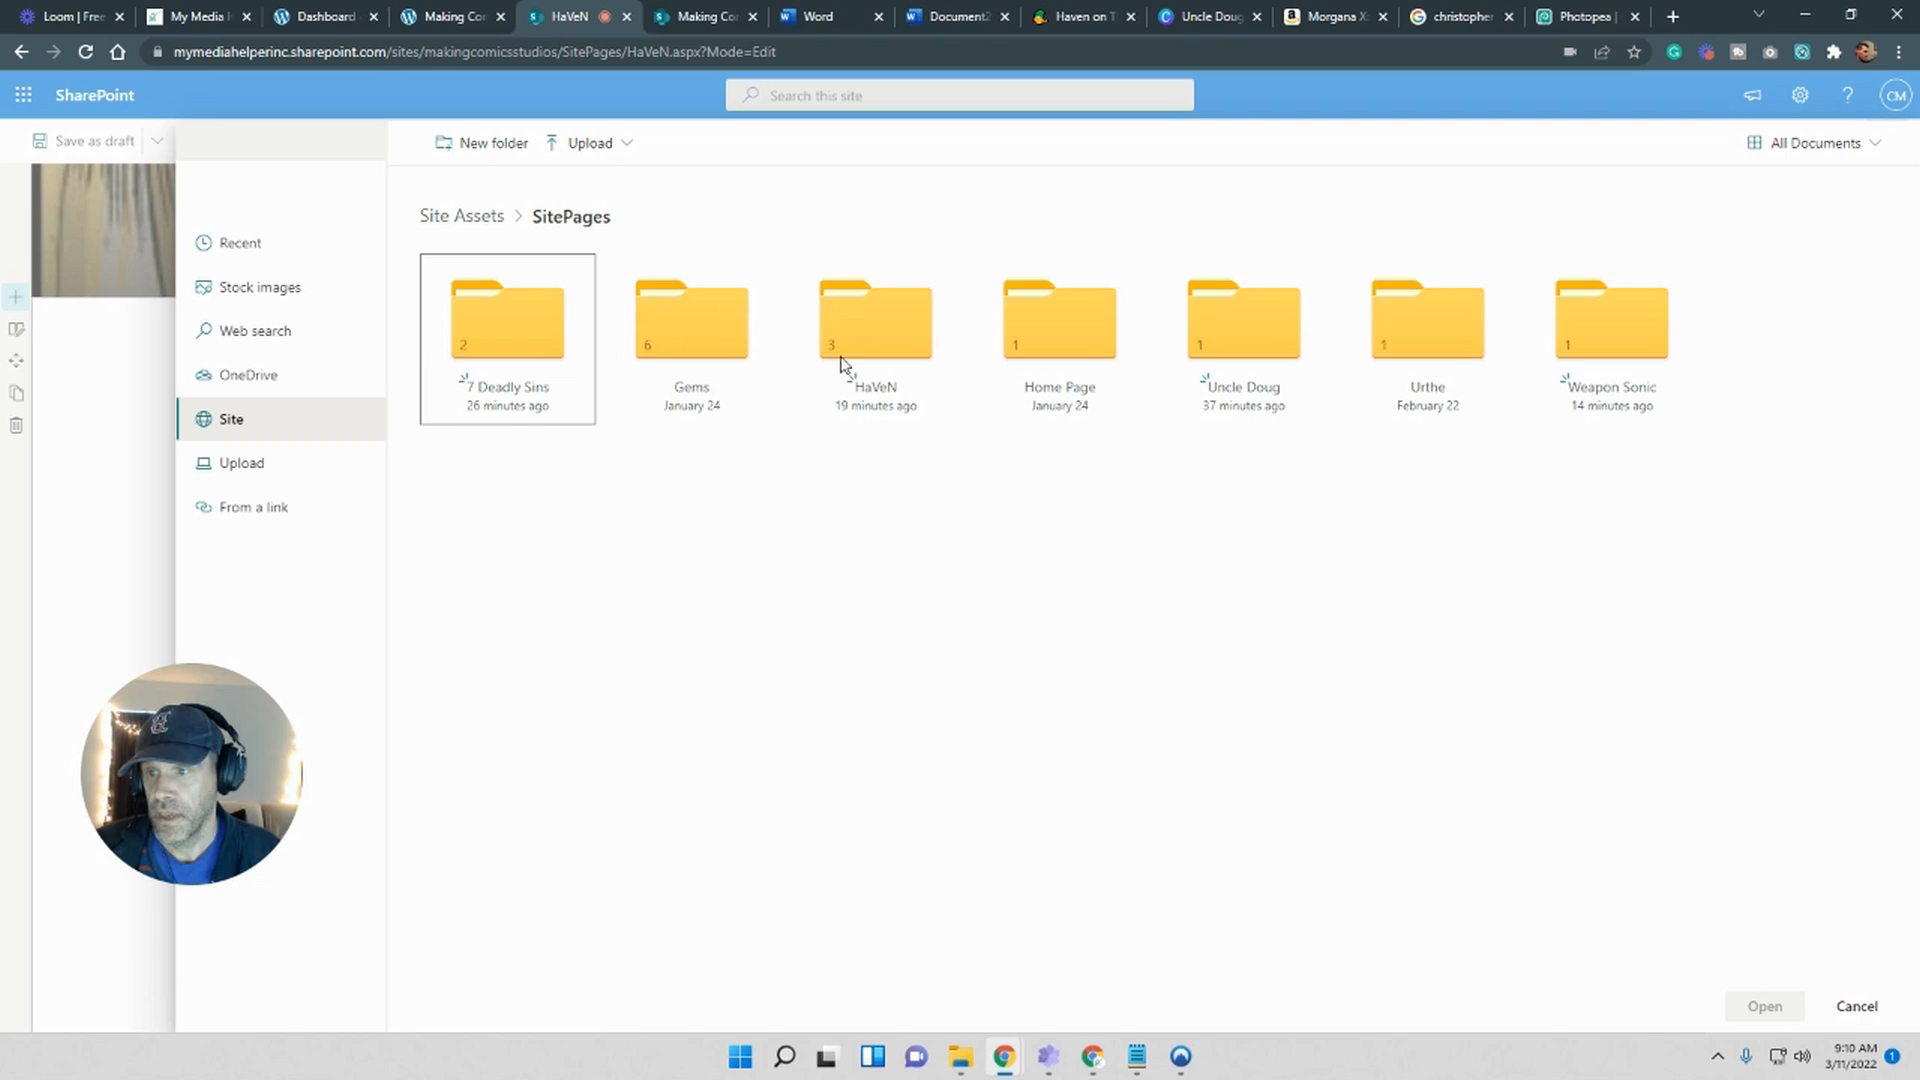 Loom | Free
My Media H
Dashboard
Making Cor
HaVeN
Making Cor
Word
Document2
Haven on T
Uncle Doug
Morgana X
christopher
Photopea |
mymediahelperinc.sharepoint.com/sites/makingcomicsstudios/SitePages/HaVeN.aspx?Mode=Edit
SharePoint
Search this site
CM
Save as draft
New folder
Upload
All Documents
Site Assets > SitePages
Recent
Stock images
Web search
OneDrive
Site
Upload
From a link
2
6
3
1
1
1
1
7 Deadly Sins
Gems
HaVeN
Home Page
Uncle Doug
Urthe
Weapon Sonic
26 minutes ago
January 24
19 minutes ago
January 24
37 minutes ago
February 22
14 minutes ago
Open
Cancel
9:10 AM
3/11/2022
1